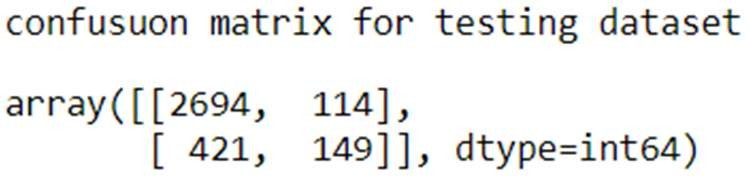 confusuon matrix for testing dataset
array([[2694,  114],
       [ 421,  149]], dtype=int64)